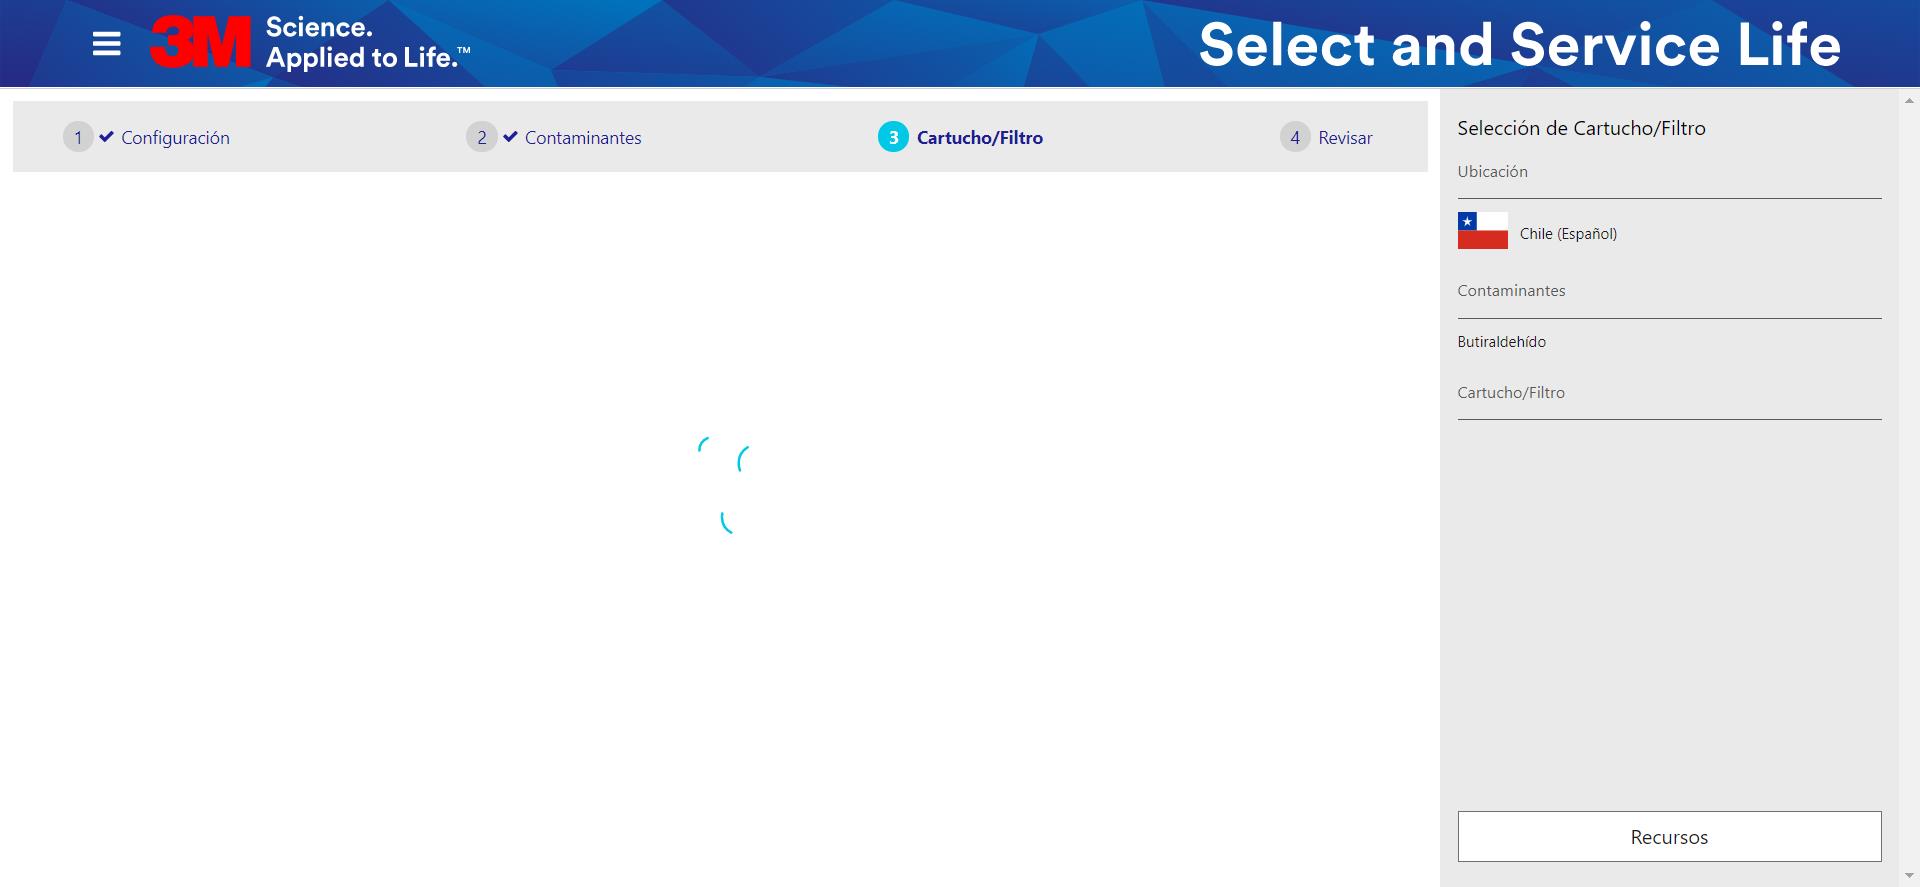 3M Science.
Applied to Life.™
Select and Service Life
1 Configuración
2 Contaminantes
3 Cartucho/Filtro
4 Revisar
Selección de Cartucho/Filtro
Ubicación
Chile (Español)
Contaminantes
Butiraldehído
Cartucho/Filtro
Recursos